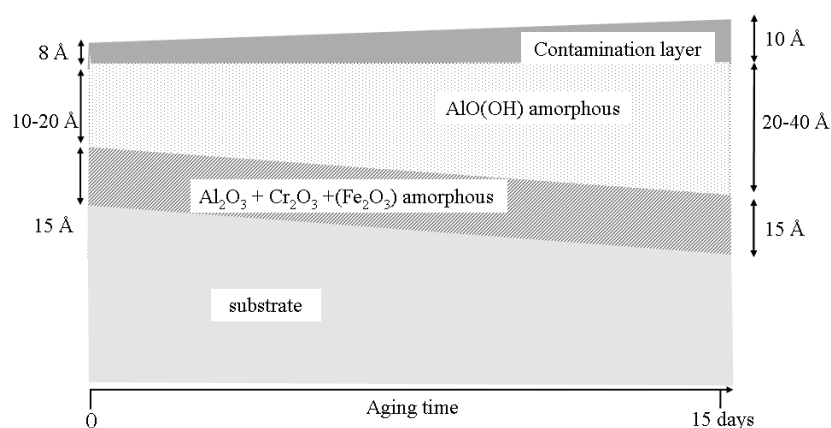 8 Å
Contamination layer
10 Å
10-20 Å
AlO(OH) amorphous
20-40 Å
Al₂O₃ + Cr₂O₃ +(Fe₂O₃) amorphous
15 Å
15 Å
substrate
0
Aging time
15 days